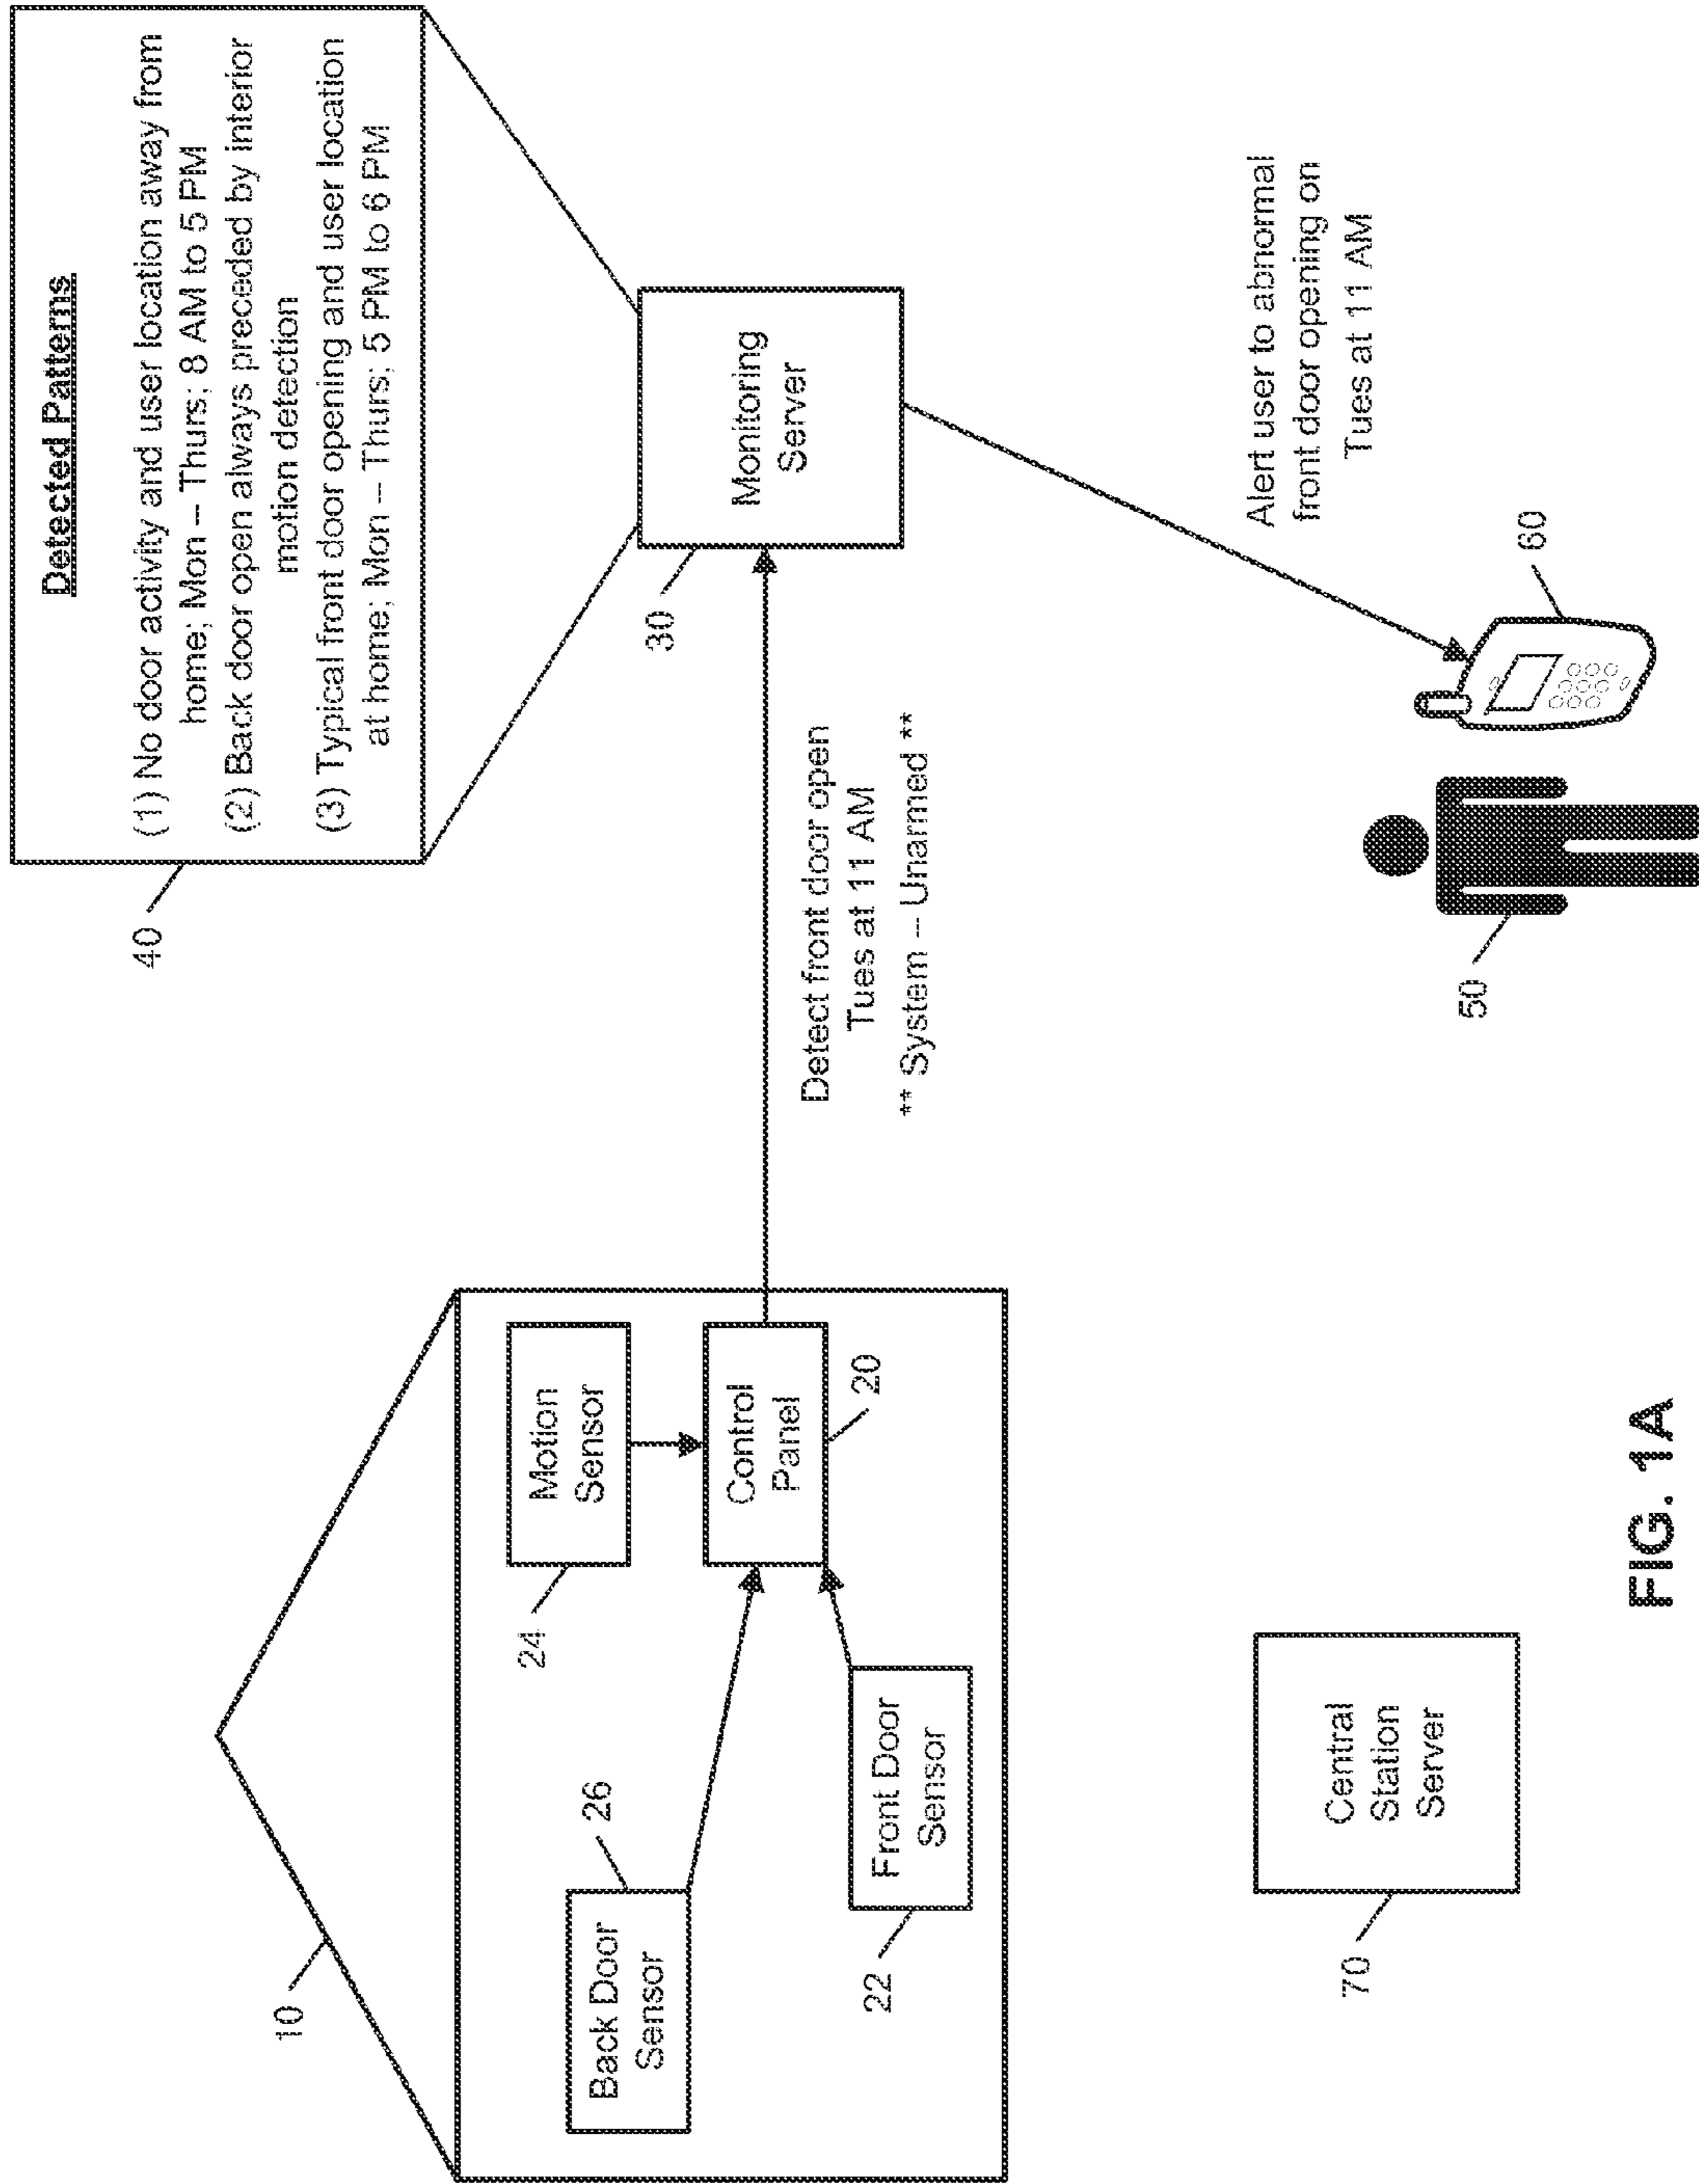 Detected Patterns
(1) No door activity and user location away from
home; Mon – Thurs; 8 AM to 5 PM
(2) Back door open always preceded by interior
motion detection
(3) Typical front door opening and user location
at home; Mon – Thurs; 5 PM to 6 PM
40
10
Motion
Sensor
24
Back Door
Sensor
26
Control
Panel
20
Front Door
Sensor
22
Detect front door open
Tues at 11 AM
** System – Unarmed **
Monitoring
Server
30
Alert user to abnormal
front door opening on
Tues at 11 AM
Central
Station
Server
70
50
60
FIG. 1A